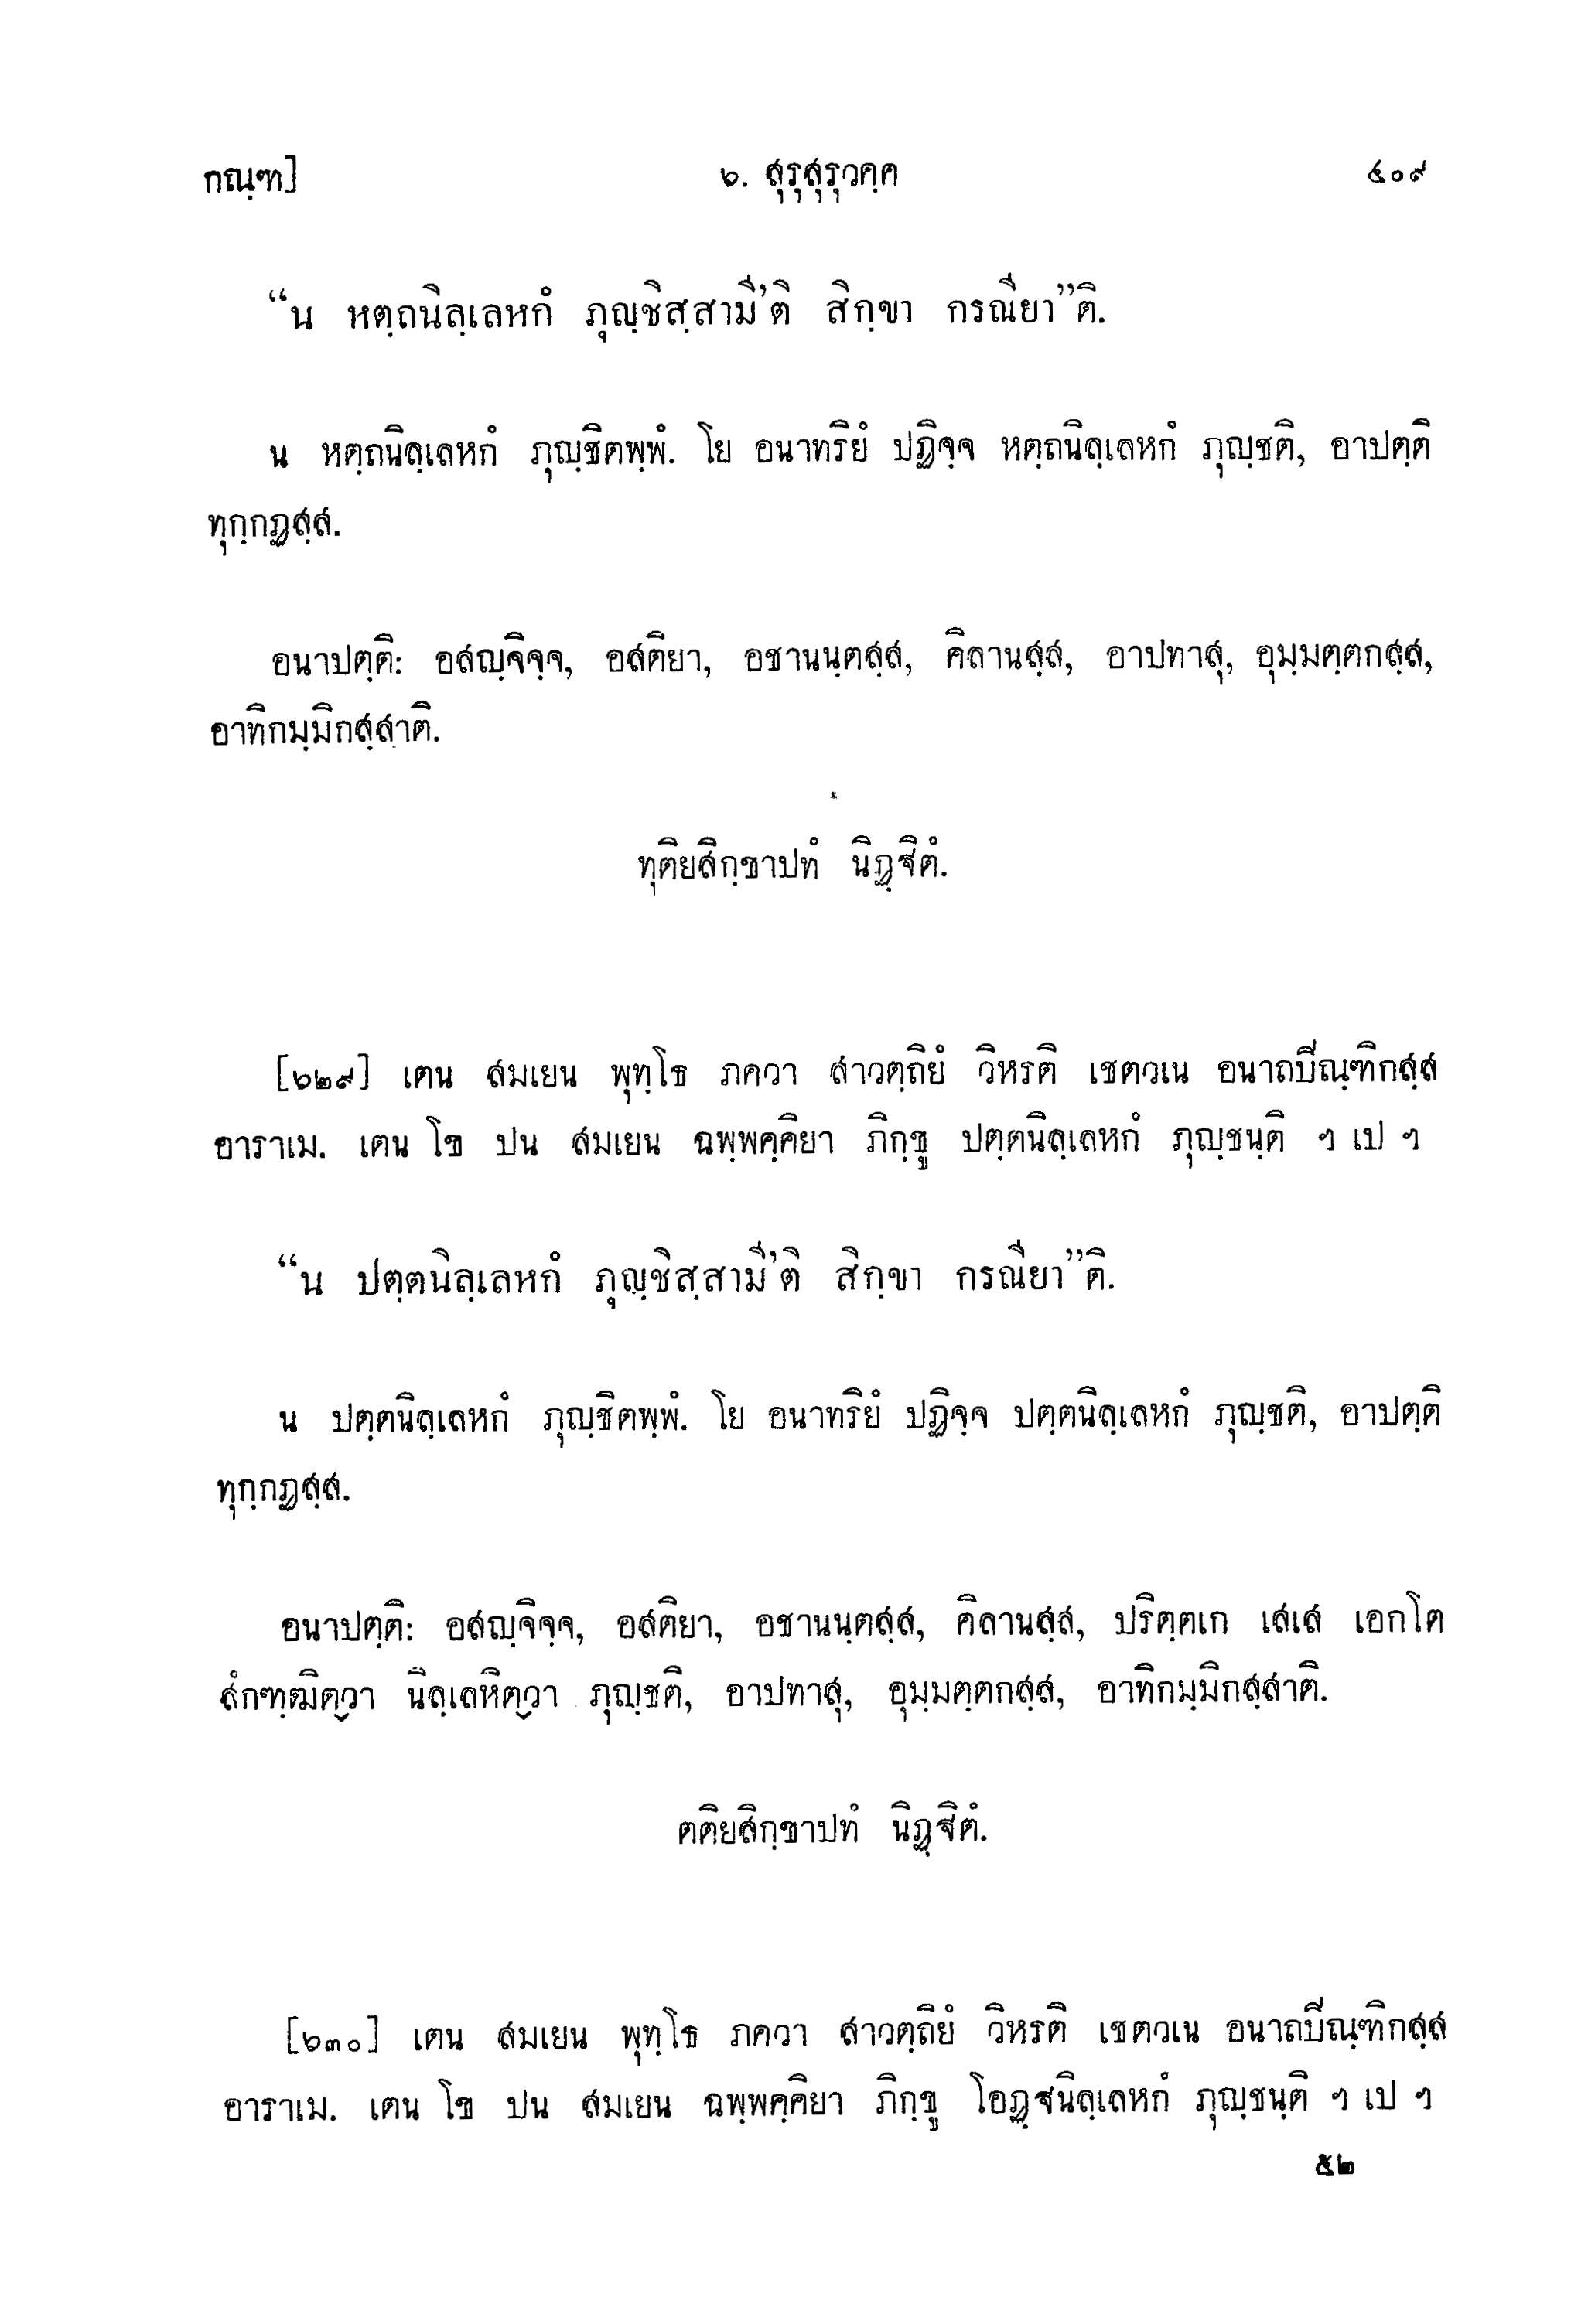 กณฺฑ] ๖. สุรุสุรุวคฺค ๔๐๙
“น หตฺถนิลฺเลหกํ ภุญฺชิสฺสามี’ติ สิกฺขา กรณียา”ติ.
น หตฺถนิลฺเลหกํ ภุญฺชิตพฺพํ. โย อนาทริยํ ปฏิจฺจ หตฺถนิลฺเลหกํ ภุญฺชติ, อาปตฺติ
ทุกฺกฏสฺส.
อนาปตฺติ: อสญฺจิจฺจ, อสติยา, อชานนฺตสฺส, คิลานสฺส, อาปทาสุ, อุมฺมตฺตกสฺส,
อาทิกมฺมิกสฺสาติ.
ทุติยสิกฺขาปทํ นิฏฺฐิตํ.
[๖๒๙] เตน สมเยน พุทฺโธ ภควา สาวตฺถิยํ วิหรติ เชตวเน อนาถปิณฺฑิกสฺส
อาราเม. เตน โข ปน สมเยน ฉพฺพคฺคิยา ภิกฺขู ปตฺตนิลฺเลหกํ ภุญฺชนฺติ ฯ เป ฯ
“น ปตฺตนิลฺเลหกํ ภุญฺชิสฺสามี’ติ สิกฺขา กรณียา”ติ.
น ปตฺตนิลฺเลหกํ ภุญฺชิตพฺพํ. โย อนาทริยํ ปฏิจฺจ ปตฺตนิลฺเลหกํ ภุญฺชติ, อาปตฺติ
ทุกฺกฏสฺส.
อนาปตฺติ: อสญฺจิจฺจ, อสติยา, อชานนฺตสฺส, คิลานสฺส, ปริตฺตเก เสเส เอกโต
สํกฑฺฒิตฺวา นิลฺเลหิตฺวา ภุญฺชติ, อาปทาสุ, อุมฺมตฺตกสฺส, อาทิกมฺมิกสฺสาติ.
ตติยสิกฺขาปทํ นิฏฺฐิตํ.
[๖๓๐] เตน สมเยน พุทฺโธ ภควา สาวตฺถิยํ วิหรติ เชตวเน อนาถปิณฺฑิกสฺส
อาราเม. เตน โข ปน สมเยน ฉพฺพคฺคิยา ภิกฺขู โอฏฺฐนิลฺเลหกํ ภุญฺชนฺติ ฯ เป ฯ
๕๒